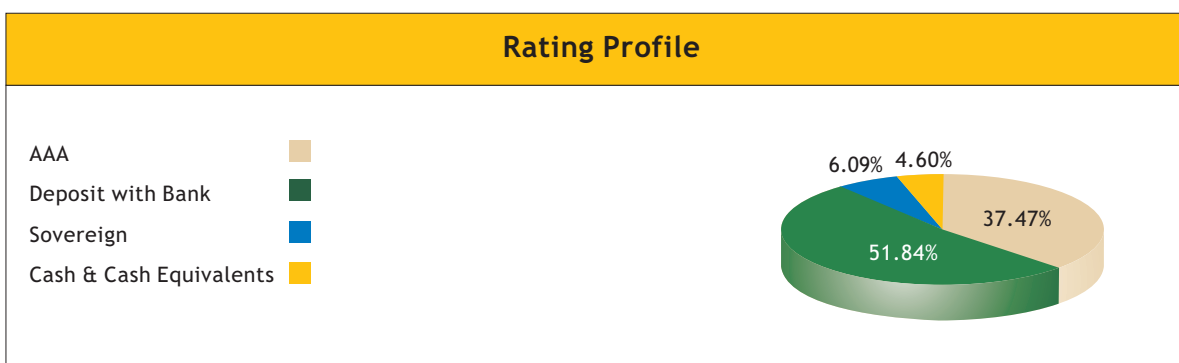 Rating Profile
AAA
Deposit with Bank
Sovereign
Cash & Cash Equivalents
6.09% 4.60%
37.47%
51.84%